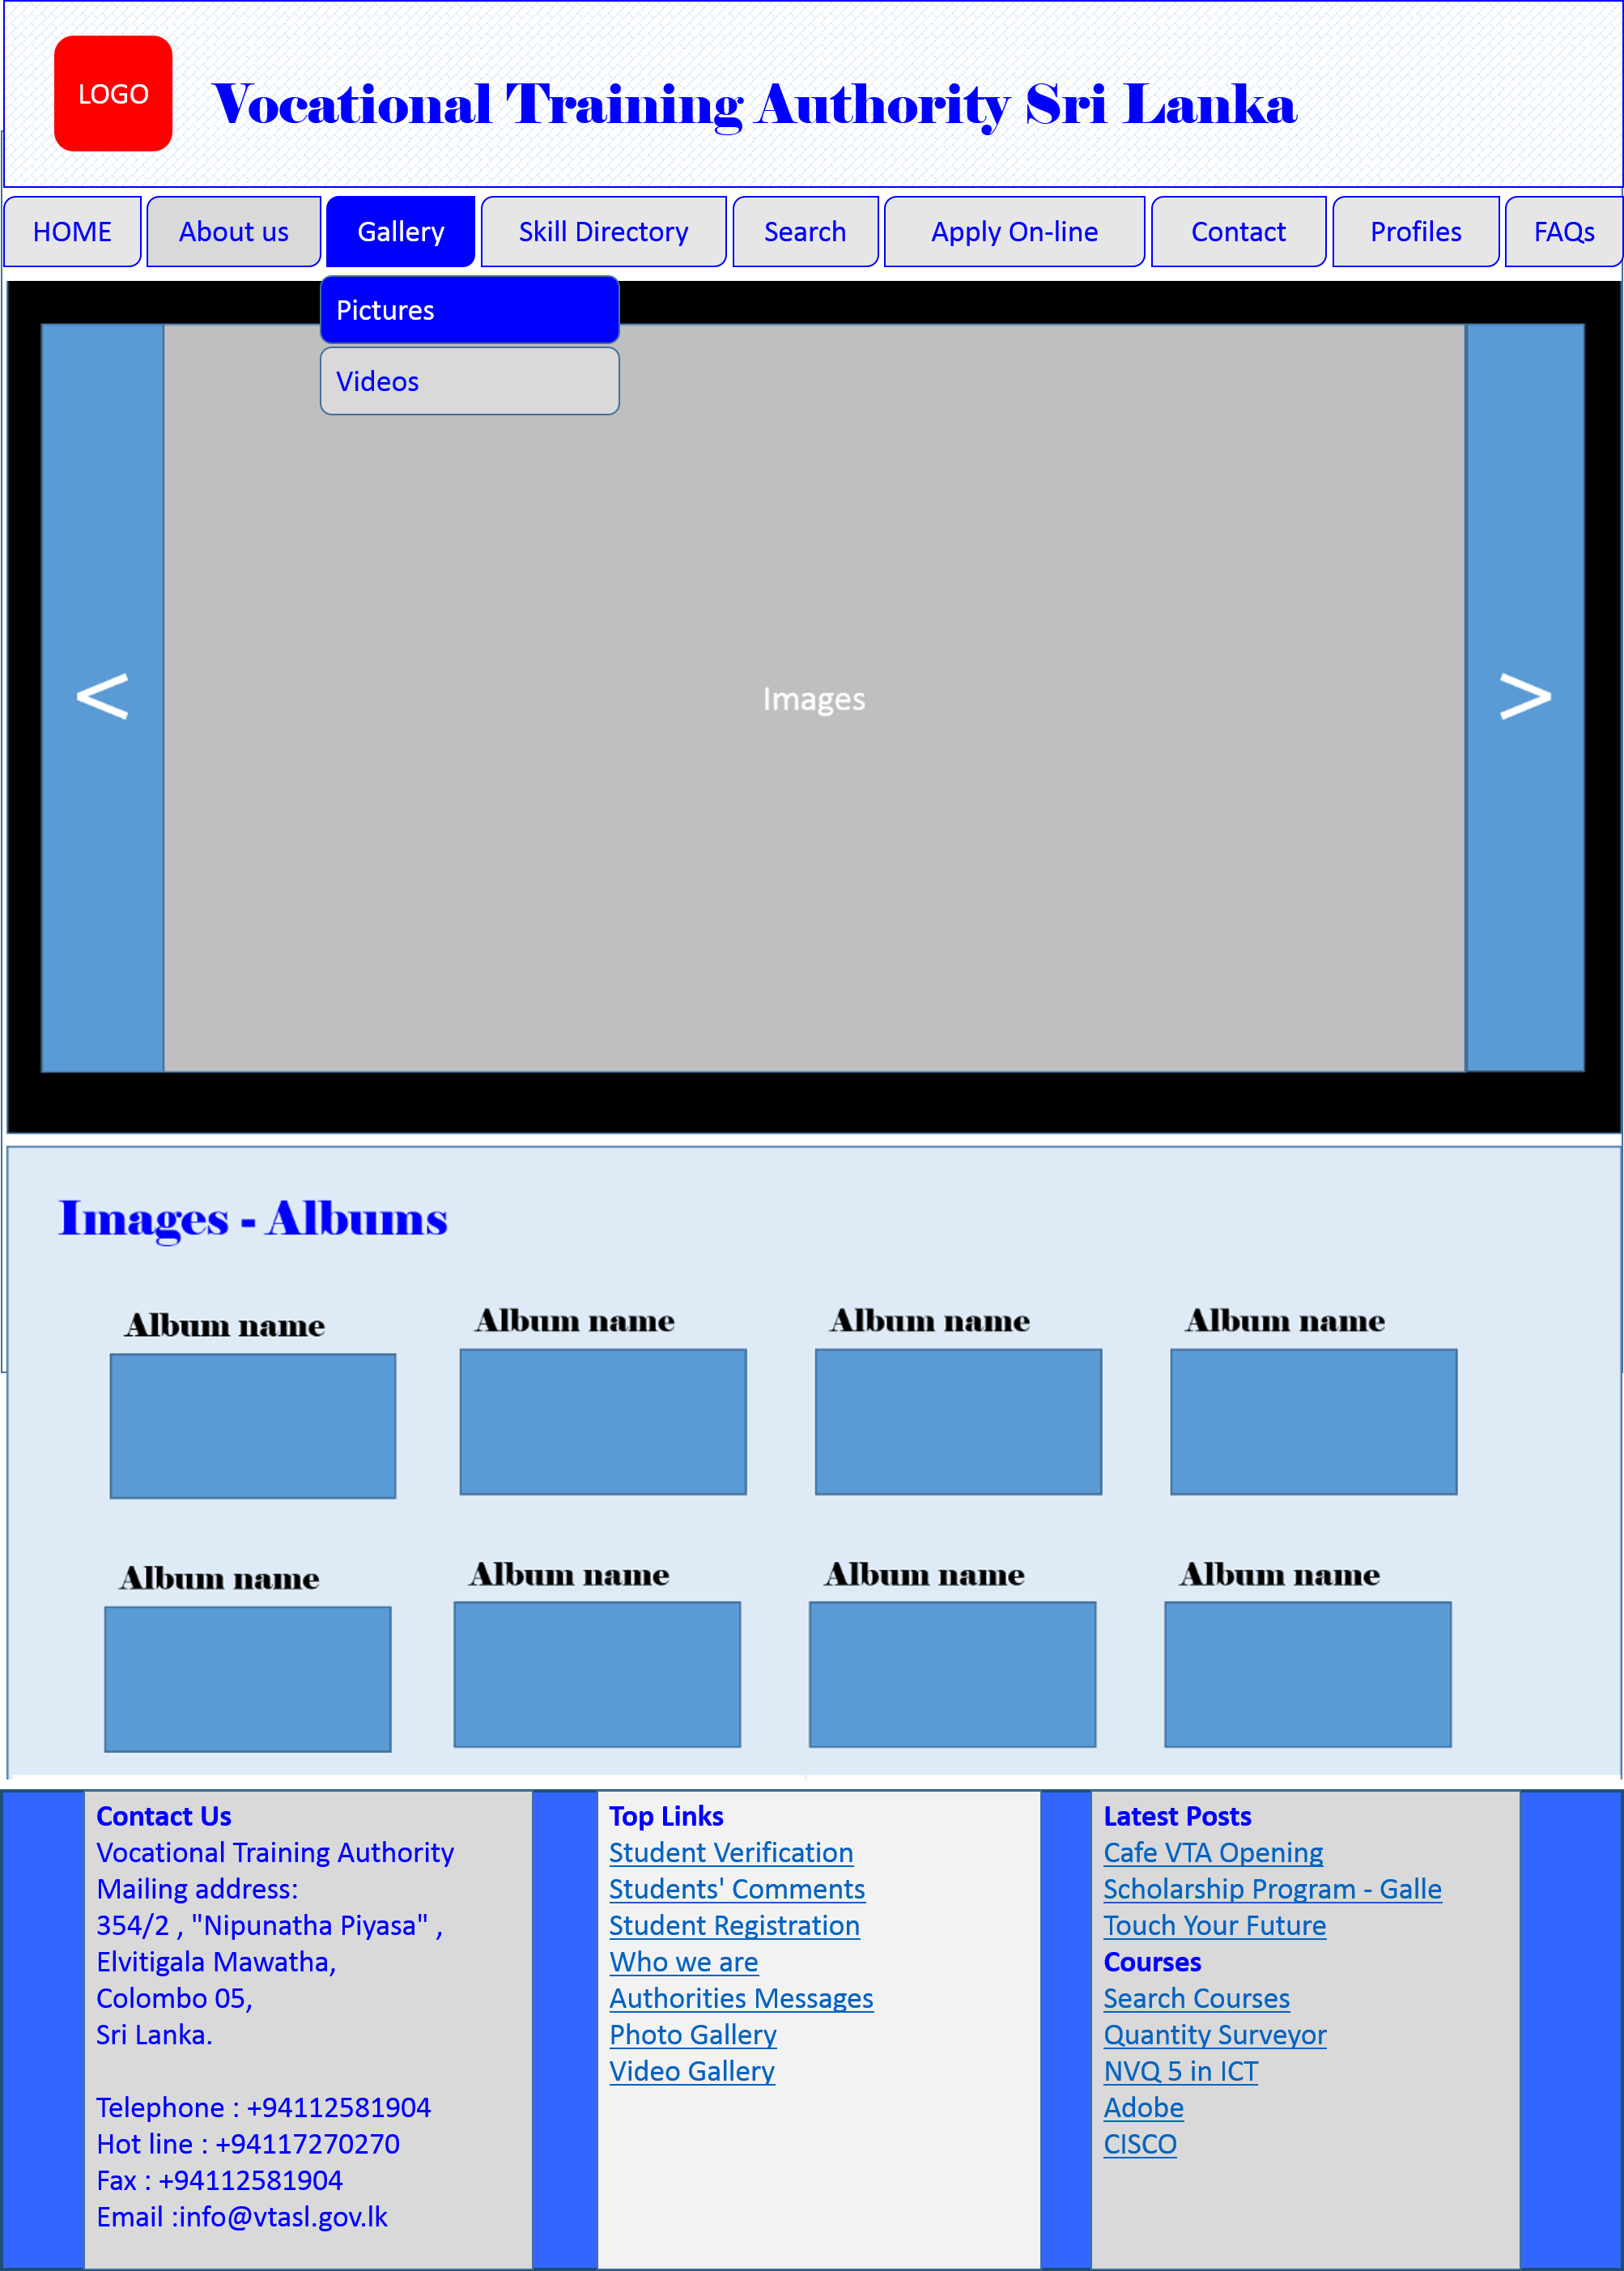 LOGO
Vocational Training Authority Sri Lanka
HOME
About us
Gallery
Skill Directory
Search
Apply On-line
Contact
Profiles
FAQs
Pictures
Videos
<
Images
>
Images - Albums
Album name
Album name
Album name
Album name
Album name
Album name
Album name
Album name
Contact Us
Vocational Training Authority
Mailing address:
354/2 , "Nipunatha Piyasa" ,
Elvitigala Mawatha,
Colombo 05,
Sri Lanka.
Telephone : +94112581904
Hot line : +94117270270
Fax : +94112581904
Email :info@vtasl.gov.lk
Top Links
Student Verification
Students' Comments
Student Registration
Who we are
Authorities Messages
Photo Gallery
Video Gallery
Latest Posts
Cafe VTA Opening
Scholarship Program - Galle
Touch Your Future
Courses
Search Courses
Quantity Surveyor
NVQ 5 in ICT
Adobe
CISCO